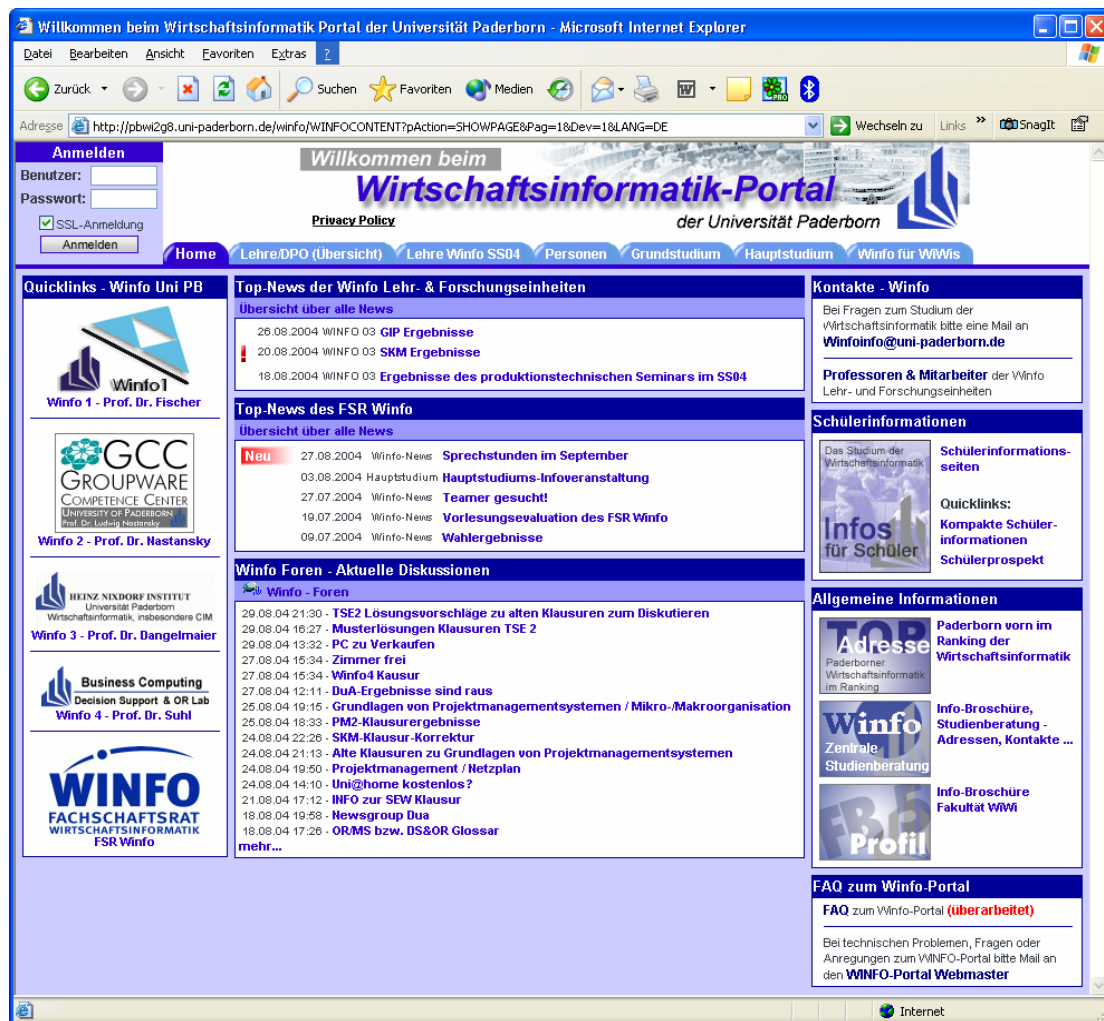 Willkommen beim Wirtschaftsinformatik Portal der Universität Paderborn - Microsoft Internet Explorer
Datei Bearbeiten Ansicht Favoriten Extras ?
Zurück Suchen Favoriten Medien
Adresse http://pbwi2g8.uni-paderborn.de/winfo/WINFOCONTENT?pAction=SHOWPAGE&Pag=1&Dev=1&LANG=DE Wechseln zu Links » SnagIt
Anmelden
Benutzer:
Passwort:
SSL-Anmeldung
Anmelden
Willkommen beim
Wirtschaftsinformatik-Portal
Privacy Policy
der Universität Paderborn
Home Lehre/DPO (Übersicht) Lehre Winfo SS04 Personen Grundstudium Hauptstudium Winfo für WiWis
Quicklinks - Winfo Uni PB
Winfo1
Winfo 1 - Prof. Dr. Fischer
GCC
GROUPWARE
COMPETENCE CENTER
UNIVERSITY OF PADERBORN
Prof. Dr. Ludwig Nastansky
Winfo 2 - Prof. Dr. Nastansky
HEINZ NIXDORF INSTITUT
Universität Paderborn
Wirtschaftsinformatik, insbesondere CIM
Winfo 3 - Prof. Dr. Dangelmaier
Business Computing
Decision Support & OR Lab
Winfo 4 - Prof. Dr. Suhl
WINFO
FACHSCHAFTSRAT
WIRTSCHAFTSINFORMATIK
FSR Winfo
Top-News der Winfo Lehr- & Forschungseinheiten
Übersicht über alle News
26.08.2004 WINFO 03 GIP Ergebnisse
! 20.08.2004 WINFO 03 SKM Ergebnisse
18.08.2004 WINFO 03 Ergebnisse des produktionstechnischen Seminars im SS04
Top-News des FSR Winfo
Übersicht über alle News
Neu 27.08.2004 Winfo-News Sprechstunden im September
03.08.2004 Hauptstudium Hauptstudiums-Infoveranstaltung
27.07.2004 Winfo-News Teamer gesucht!
19.07.2004 Winfo-News Vorlesungsevaluation des FSR Winfo
09.07.2004 Winfo-News Wahlergebnisse
Winfo Foren - Aktuelle Diskussionen
Winfo - Foren
29.08.04 21:30 - TSE2 Lösungsvorschläge zu alten Klausuren zum Diskutieren
29.08.04 16:27 - Musterlösungen Klausuren TSE 2
29.08.04 13:32 - PC zu Verkaufen
27.08.04 15:34 - Zimmer frei
27.08.04 15:34 - Winfo4 Kausur
27.08.04 12:11 - DuA-Ergebnisse sind raus
25.08.04 19:15 - Grundlagen von Projektmanagementsystemen / Mikro-/Makroorganisation
25.08.04 18:33 - PM2-Klausurergebnisse
24.08.04 22:26 - SKM-Klausur-Korrektur
24.08.04 21:13 - Alte Klausuren zu Grundlagen von Projektmanagementsystemen
24.08.04 19:50 - Projektmanagement / Netzplan
24.08.04 14:10 - Uni@home kostenlos?
21.08.04 17:12 - INFO zur SEW Klausur
18.08.04 19:58 - Newsgroup Dua
18.08.04 17:26 - OR/MS bzw. DS&OR Glossar
mehr...
Kontakte - Winfo
Bei Fragen zum Studium der
Wirtschaftsinformatik bitte eine Mail an
Winfoinfo@uni-paderborn.de
Professoren & Mitarbeiter der Winfo
Lehr- und Forschungseinheiten
Schülerinformationen
Das Studium der
Wirtschaftsinformatik
Infos
für Schüler
Schülerinformations-
seiten
Quicklinks:
Kompakte Schüler-
informationen
Schülerprospekt
Allgemeine Informationen
TOP
Adresse
Paderborner
Wirtschaftsinformatik
im Ranking
Paderborn vorn im
Ranking der
Wirtschaftsinformatik
Winfo
Zentrale
Studienberatung
Info-Broschüre,
Studienberatung -
Adressen, Kontakte ...
FB 5
Profil
Info-Broschüre
Fakultät WiWi
FAQ zum Winfo-Portal
FAQ zum Winfo-Portal (überarbeitet)
Bei technischen Problemen, Fragen oder
Anregungen zum WINFO-Portal bitte Mail an
den WINFO-Portal Webmaster
Internet